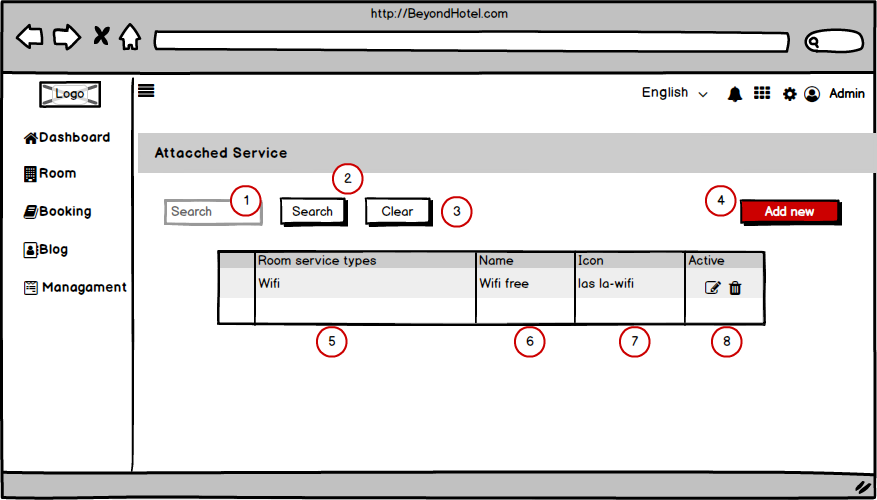 http://BeyondHotel.com
Logo
English
Admin
Dashboard
Room
Booking
Blog
Managament
Attacched Service
Search
1
Search
2
Clear
3
4
Add new
Room service types Name Icon Active
Wifi Wifi free las la-wifi
5 6 7 8